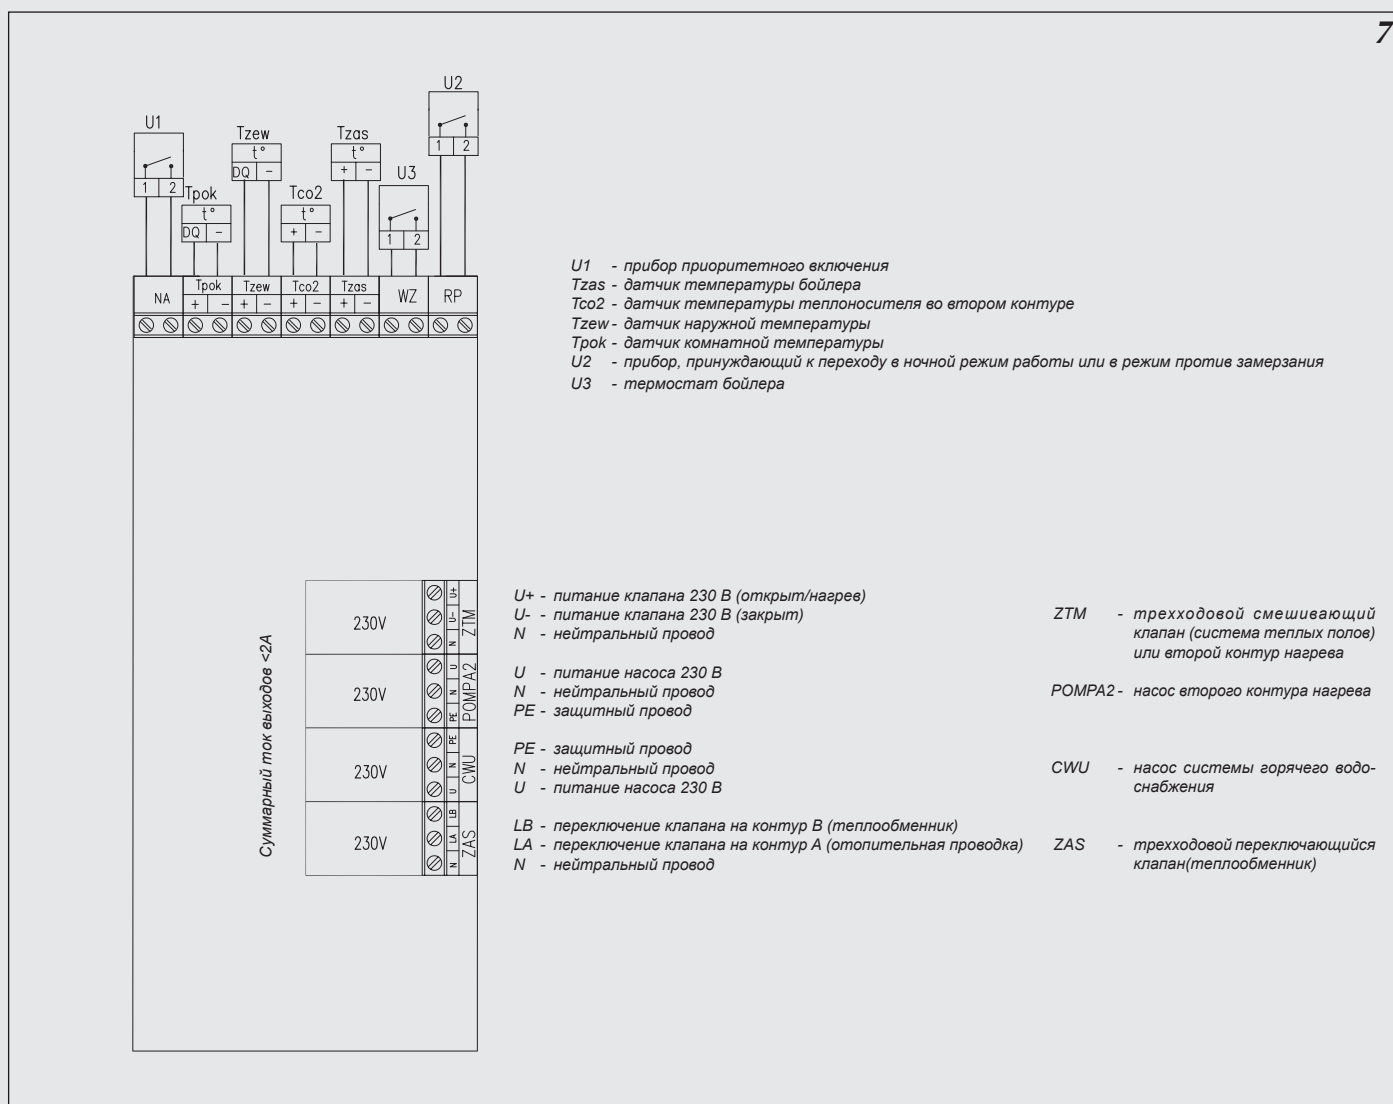 7
U2
U1
Tzew
Tzas
t°
t°
1 2
DQ -
+ -
U3
1 2
Tpok
Tco2
t°
t°
DQ -
+ -
1 2
NA
Tpok
Tzew
Tco2
Tzas
WZ
RP
+ -
+ -
+ -
+ -
U1 - прибор приоритетного включения
Tzas - датчик температуры бойлера
Tco2 - датчик температуры теплоносителя во втором контуре
Tzew - датчик наружной температуры
Tpok - датчик комнатной температуры
U2 - прибор, принуждающий к переходу в ночной режим работы или в режим против замерзания
U3 - термостат бойлера
Суммарный ток выходов <2A
230V
U+
U-
N
ZTM
230V
U
N
PE
POMPA2
230V
PE
N
U
CWU
230V
LB
LA
N
ZAS
U+ - питание клапана 230 В (открыт/нагрев)
U- - питание клапана 230 В (закрыт)
N - нейтральный провод
U - питание насоса 230 В
N - нейтральный провод
PE - защитный провод
PE - защитный провод
N - нейтральный провод
U - питание насоса 230 В
LB - переключение клапана на контур B (теплообменник)
LA - переключение клапана на контур A (отопительная проводка)
N - нейтральный провод
ZTM - трехходовой смешивающий
клапан (система теплых полов)
или второй контур нагрева
POMPA2 - насос второго контура нагрева
CWU - насос системы горячего водо-
снабжения
ZAS - трехходовой переключающийся
клапан(теплообменник)